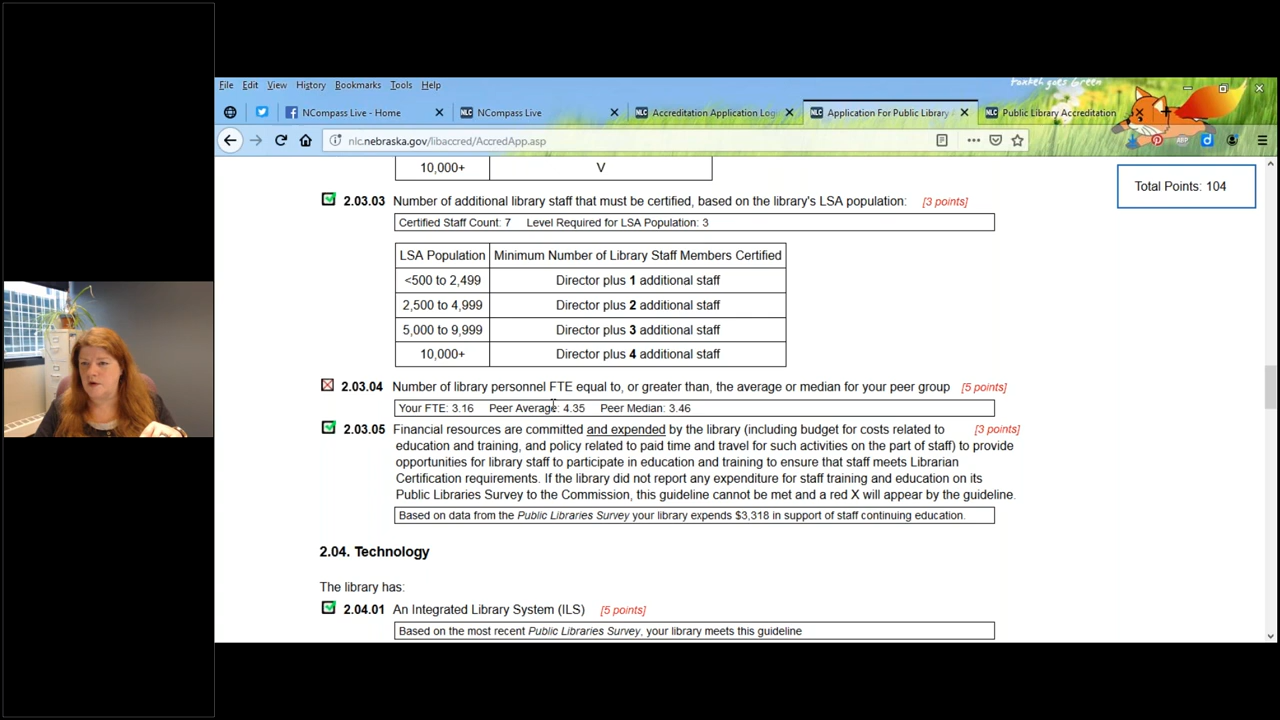 foxkeh goes Green
File Edit View History Bookmarks Tools Help
NCompass Live - Home
NCompass Live
Accreditation Application Log
Application For Public Library A
Public Library Accreditation
nlc.nebraska.gov/libaccred/AccredApp.asp
Total Points: 104
10,000+ V
2.03.03 Number of additional library staff that must be certified, based on the library's LSA population: [3 points]
Certified Staff Count: 7 Level Required for LSA Population: 3
LSA Population Minimum Number of Library Staff Members Certified
<500 to 2,499 Director plus 1 additional staff
2,500 to 4,999 Director plus 2 additional staff
5,000 to 9,999 Director plus 3 additional staff
10,000+ Director plus 4 additional staff
2.03.04 Number of library personnel FTE equal to, or greater than, the average or median for your peer group [5 points]
Your FTE: 3.16 Peer Average: 4.35 Peer Median: 3.46
2.03.05 Financial resources are committed and expended by the library (including budget for costs related to [3 points]
education and training, and policy related to paid time and travel for such activities on the part of staff) to provide
opportunities for library staff to participate in education and training to ensure that staff meets Librarian
Certification requirements. If the library did not report any expenditure for staff training and education on its
Public Libraries Survey to the Commission, this guideline cannot be met and a red X will appear by the guideline.
Based on data from the Public Libraries Survey your library expends $3,318 in support of staff continuing education.
2.04. Technology
The library has:
2.04.01 An Integrated Library System (ILS) [5 points]
Based on the most recent Public Libraries Survey, your library meets this guideline